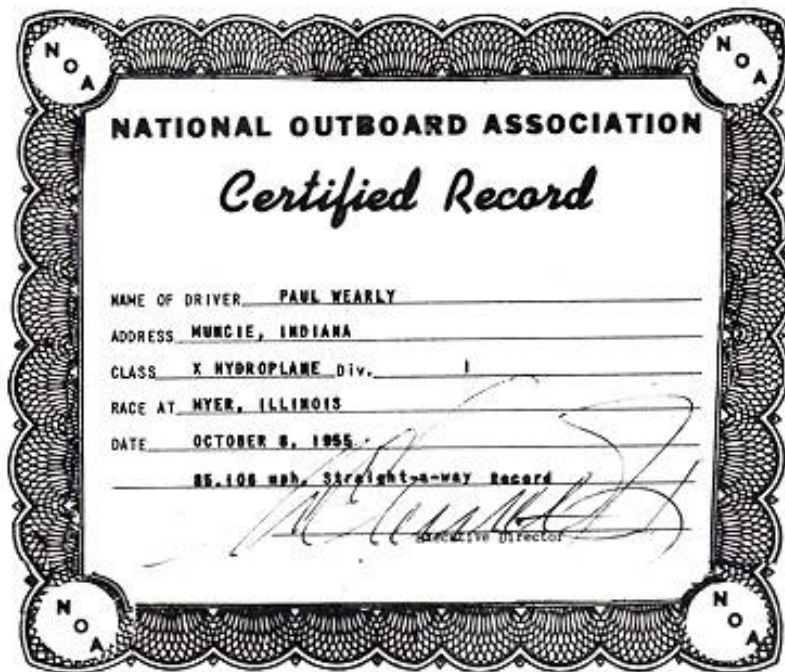 NOA
NOA
NATIONAL OUTBOARD ASSOCIATION
Certified Record
NAME OF DRIVER PAUL WEARLY
ADDRESS MUNCIE, INDIANA
CLASS X HYDROPLANE Div. I
RACE AT MYER, ILLINOIS
DATE OCTOBER 8, 1955
85.106 mph, Straight-a-way Record
Executive Director
NOA
NOA